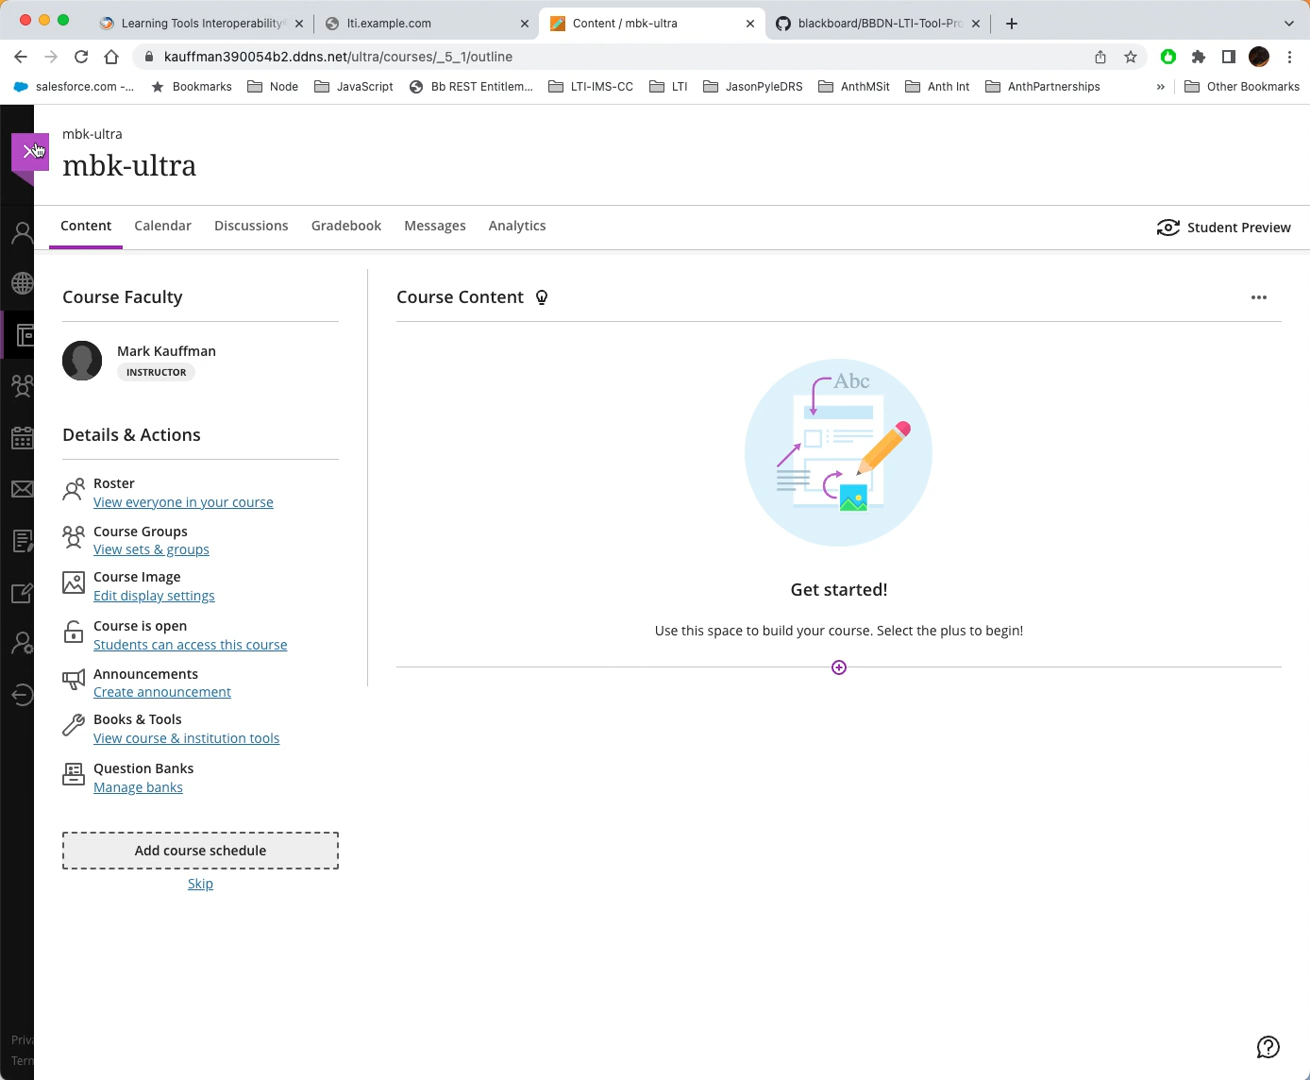 Learning Tools Interoperability
lti.example.com
Content / mbk-ultra
blackboard/BBDN-LTI-Tool-Pro
kauffman390054b2.ddns.net/ultra/courses/_5_1/outline
salesforce.com -...
Bookmarks
Node
JavaScript
Bb REST Entitlem...
LTI-IMS-CC
LTI
JasonPyleDRS
AnthMSit
Anth Int
AnthPartnerships
»
Other Bookmarks
mbk-ultra
mbk-ultra
Content
Calendar
Discussions
Gradebook
Messages
Analytics
Student Preview
Course Faculty
Mark Kauffman
INSTRUCTOR
Details & Actions
Roster
View everyone in your course
Course Groups
View sets & groups
Course Image
Edit display settings
Course is open
Students can access this course
Announcements
Create announcement
Books & Tools
View course & institution tools
Question Banks
Manage banks
Add course schedule
Skip
Course Content
Abc
Get started!
Use this space to build your course. Select the plus to begin!
Priva
Term